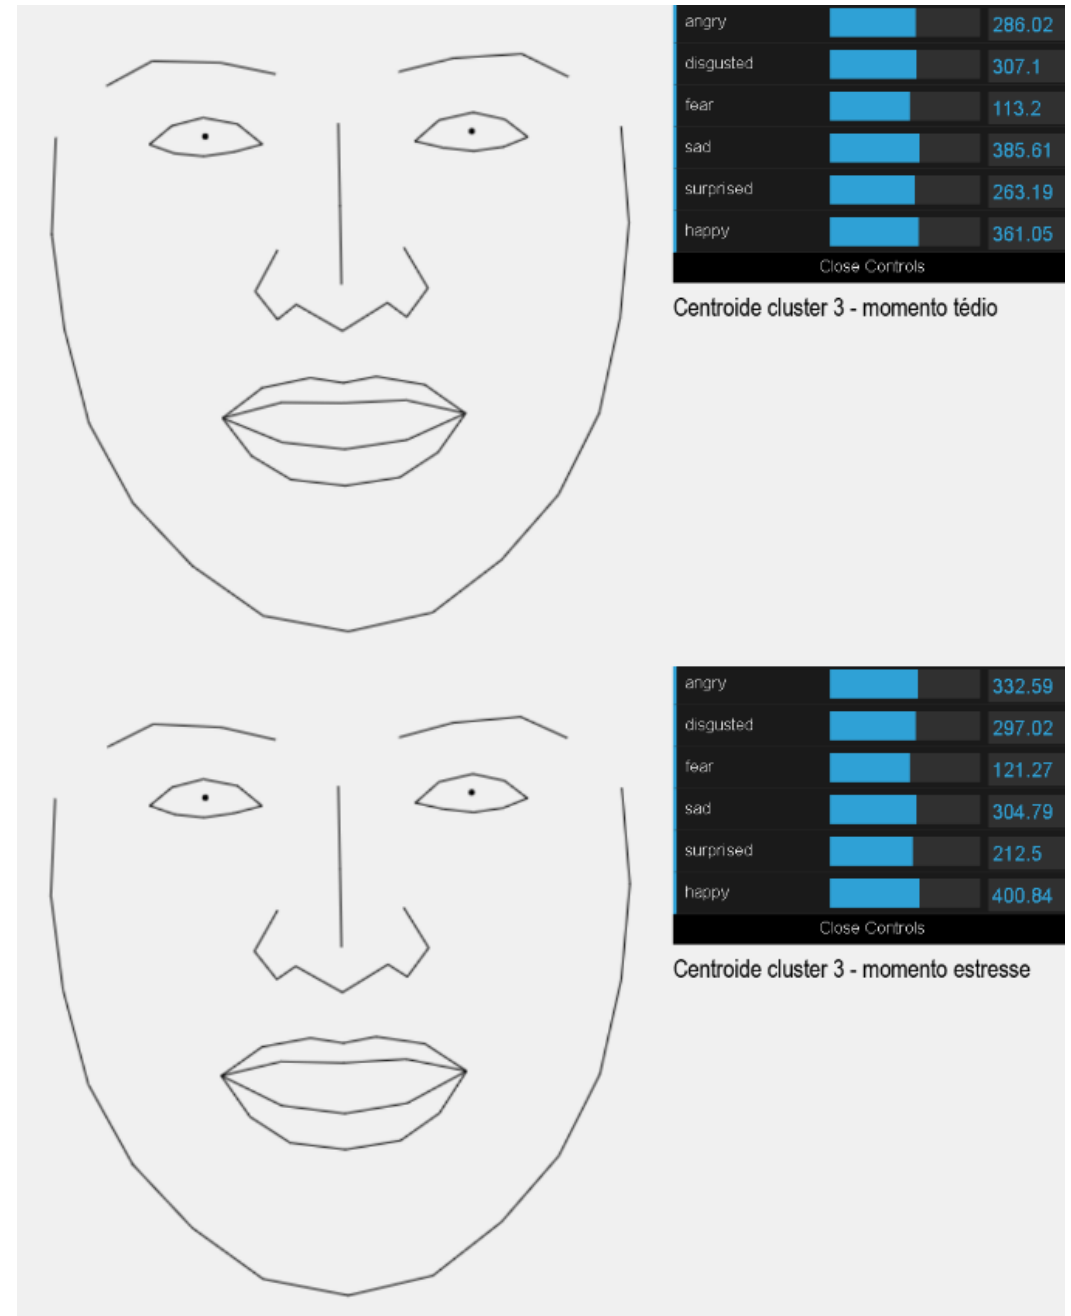 angry 286.02
disgusted 307.1
fear 113.2
sad 385.61
surprised 263.19
happy 361.05
Close Controls
Centroide cluster 3 - momento tédio
angry 332.59
disgusted 297.02
fear 121.27
sad 304.79
surprised 212.5
happy 400.84
Close Controls
Centroide cluster 3 - momento estresse